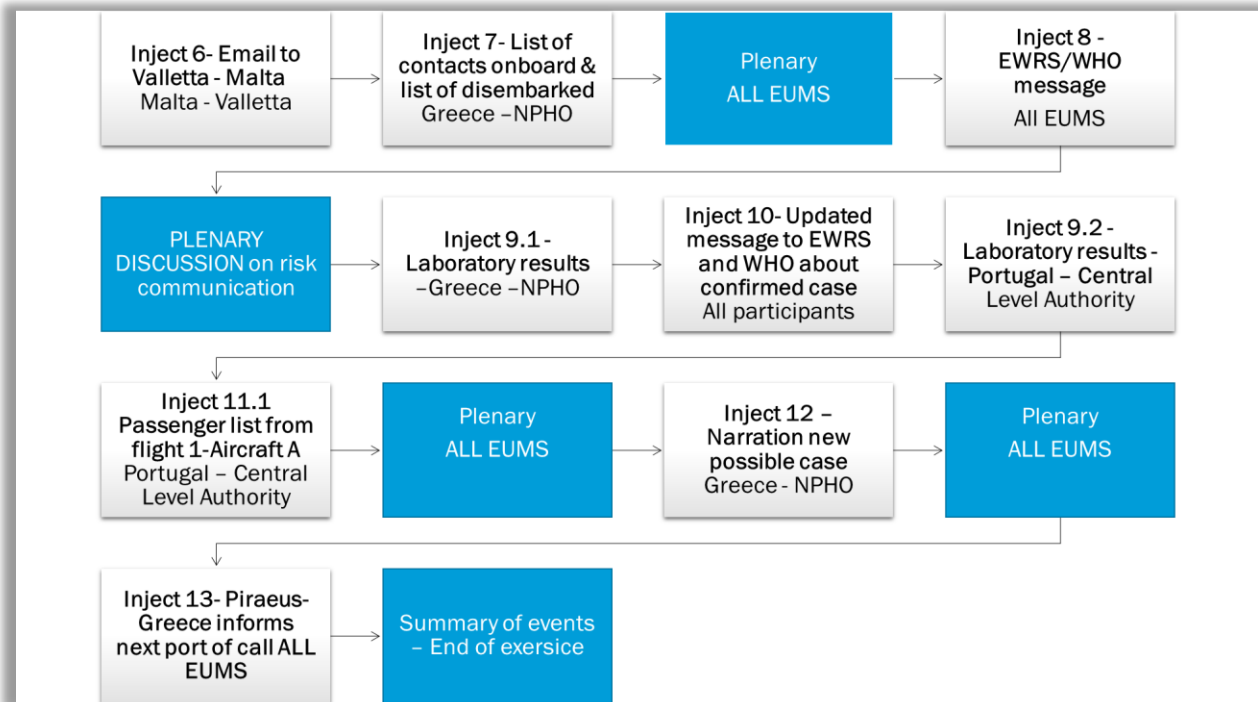 Inject 6- Email to
Valletta - Malta
Malta - Valletta
Inject 7- List of
contacts onboard &
list of disembarked
Greece –NPHO
Plenary
ALL EUMS
Inject 8 -
EWRS/WHO
message
All EUMS
PLENARY
DISCUSSION on risk
communication
Inject 9.1 -
Laboratory results
–Greece –NPHO
Inject 10- Updated
message to EWRS
and WHO about
confirmed case
All participants
Inject 9.2 -
Laboratory results -
Portugal – Central
Level Authority
Inject 11.1
Passenger list from
flight 1-Aircraft A
Portugal – Central
Level Authority
Plenary
ALL EUMS
Inject 12 –
Narration new
possible case
Greece - NPHO
Plenary
ALL EUMS
Inject 13- Piraeus-
Greece informs
next port of call ALL
EUMS
Summary of events
– End of exersice